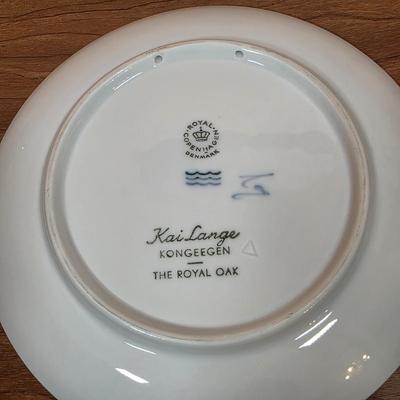 ROYAL
COPENHAGEN
DENMARK
Kai Lange
KONGEEGEN
THE ROYAL OAK